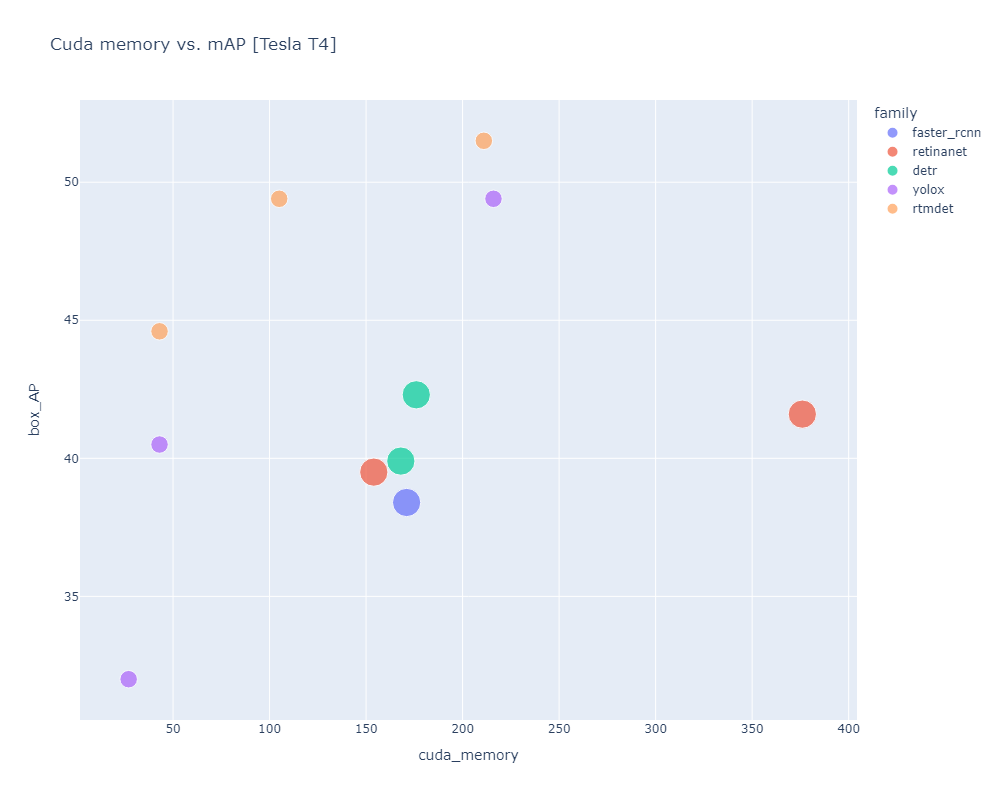 Cuda memory vs. mAP [Tesla T4]
family
faster_rcnn
retinanet
detr
yolox
rtmdet
box_AP
50
45
40
35
50
100
150
200
250
300
350
400
cuda_memory